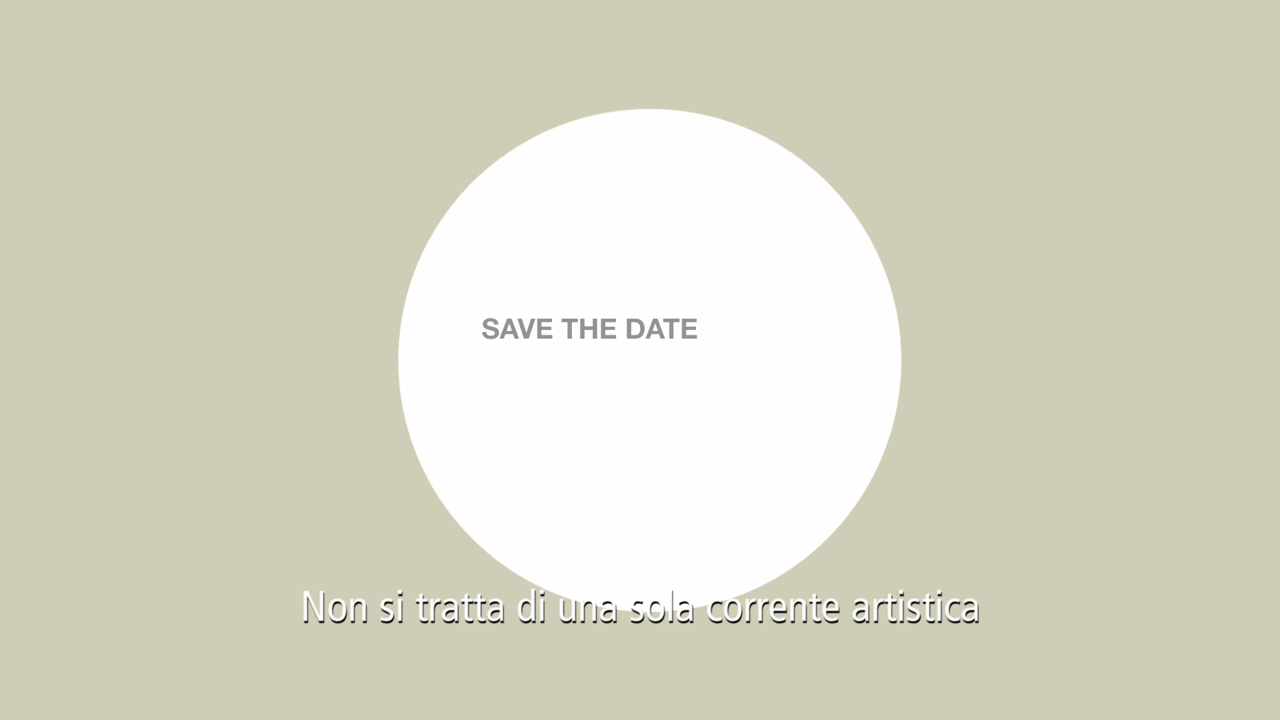 SAVE THE DATE
Non si tratta di una sola corrente artistica